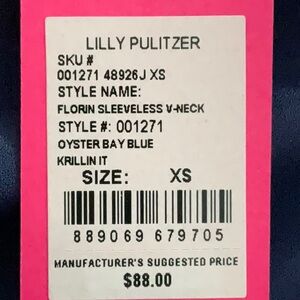 LILLY PULITZER
SKU #
001271 48926J XS
STYLE NAME:
FLORIN SLEEVELESS V-NECK
STYLE #: 001271
OYSTER BAY BLUE
KRILLIN IT
SIZE: XS
889069 679705
MANUFACTURER'S SUGGESTED PRICE
$88.00